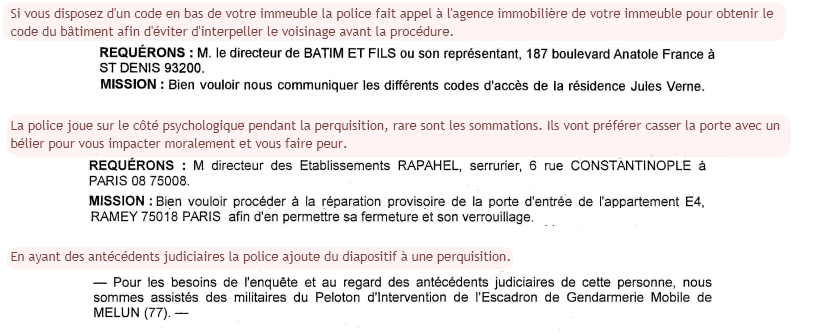 Si vous disposez d'un code en bas de votre immeuble la police fait appel à l'agence immobilière de votre immeuble pour obtenir le
code du bâtiment afin d'éviter d'interpeller le voisinage avant la procédure.
REQUÉRONS : M. le directeur de BATIM ET FILS ou son représentant, 187 boulevard Anatole France à
ST DENIS 93200.
MISSION : Bien vouloir nous communiquer les différents codes d'accès de la résidence Jules Verne.
La police joue sur le côté psychologique pendant la perquisition, rare sont les sommations. Ils vont préférer casser la porte avec un
bélier pour vous impacter moralement et vous faire peur.
REQUÉRONS : M directeur des Etablissements RAPAHEL, serrurier, 6 rue CONSTANTINOPLE à
PARIS 08 75008.
MISSION : Bien vouloir procéder à la réparation provisoire de la porte d'entrée de l'appartement E4,
RAMEY 75018 PARIS afin d'en permettre sa fermeture et son verrouillage.
En ayant des antécédents judiciaires la police ajoute du diapositif à une perquisition.
— Pour les besoins de l'enquête et au regard des antécédents judiciaires de cette personne, nous
sommes assistés des militaires du Peloton d'Intervention de l'Escadron de Gendarmerie Mobile de
MELUN (77). —